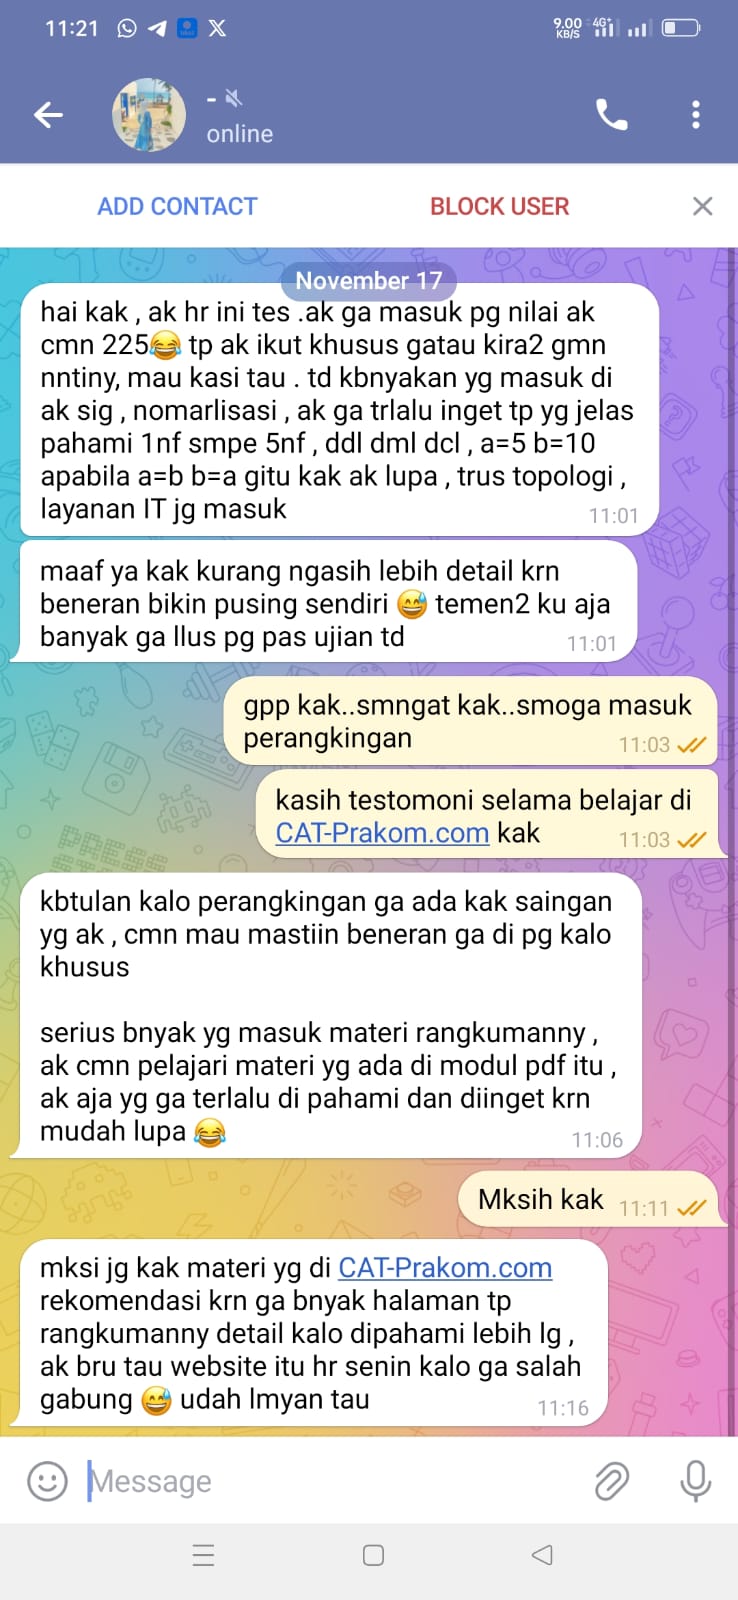 11:21
9.00 KB/S 4G+
-
online
ADD CONTACT
BLOCK USER
November 17
hai kak , ak hr ini tes .ak ga masuk pg nilai ak
cmn 225😂 tp ak ikut khusus gatau kira2 gmn
nntiny, mau kasi tau . td kbnyakan yg masuk di
ak sig , nomarlisasi , ak ga trlalu inget tp yg jelas
pahami 1nf smpe 5nf , ddl dml dcl , a=5 b=10
apabila a=b b=a gitu kak ak lupa , trus topologi ,
layanan IT jg masuk
11:01
maaf ya kak kurang ngasih lebih detail krn
beneran bikin pusing sendiri 😅 temen2 ku aja
banyak ga llus pg pas ujian td
11:01
gpp kak..smngat kak..smoga masuk
perangkingan
11:03
kasih testomoni selama belajar di
CAT-Prakom.com kak
11:03
kbtulan kalo perangkingan ga ada kak saingan
yg ak , cmn mau mastiin beneran ga di pg kalo
khusus
serius bnyak yg masuk materi rangkumanny ,
ak cmn pelajari materi yg ada di modul pdf itu ,
ak aja yg ga terlalu di pahami dan diinget krn
mudah lupa 😂
11:06
Mksih kak
11:11
mksi jg kak materi yg di CAT-Prakom.com
rekomendasi krn ga bnyak halaman tp
rangkumanny detail kalo dipahami lebih lg ,
ak bru tau website itu hr senin kalo ga salah
gabung 😅 udah lmyan tau
11:16
Message